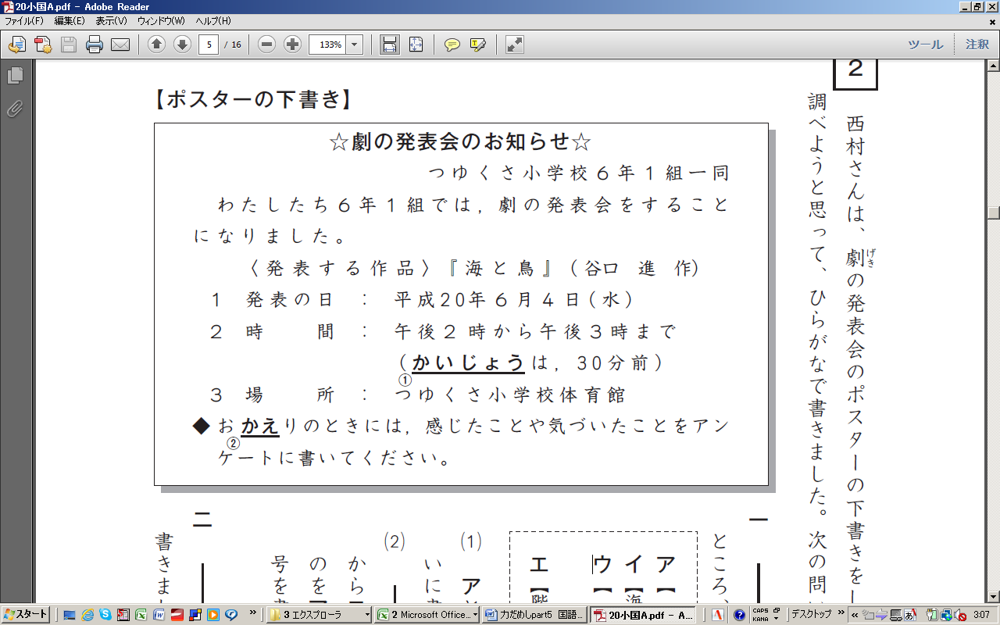 20小国A.pdf - Adobe Reader
ファイル(F) 編集(E) 表示(V) ウィンドウ(W) ヘルプ(H)
5 / 16 133% ツール 注釈
2
西村さんは、劇の発表会のポスターの下書きをし
げき
調べようと思って、ひらがなで書きました。次の問い
【ポスターの下書き】
☆劇の発表会のお知らせ☆
つゆくさ小学校6年1組一同
わたしたち6年1組では，劇の発表会をすること
になりました。
〈発表する作品〉『海と鳥』（谷口 進 作）
1 発表の日 ： 平成20年6月4日（水）
2 時 間 ： 午後2時から午後3時まで
（かいじょうは，30分前）
①
3 場 所 ： つゆくさ小学校体育館
◆ おかえりのときには，感じたことや気づいたことをアン
②
ケートに書いてください。
一
ところ、
ア【
イ【海
ウ【
エ【階
(1) ア
いに書
(2)
から
のを
号を書
二
書きまし
スタート 3 エクスプローラ 2 Microsoft Office... 力だめしpart5 国語... 20小国A.pdf - A... CAPS KANA デスクトップ 3:07